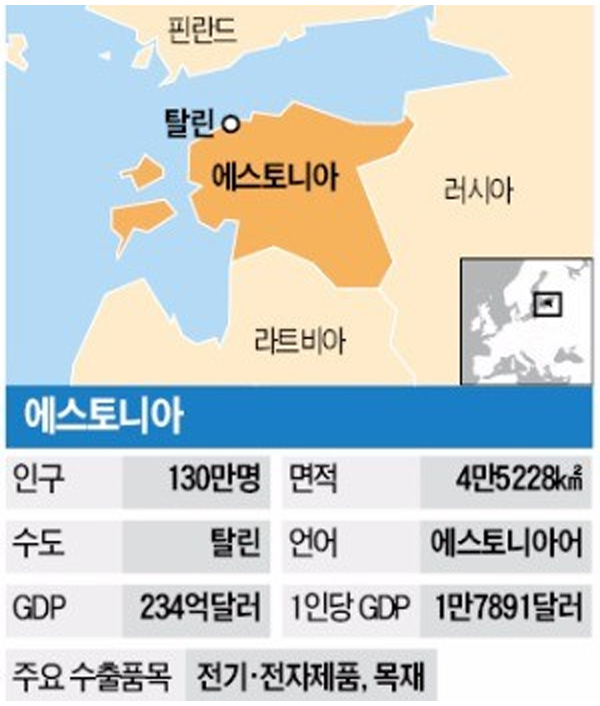 핀란드
탈린
에스토니아
러시아
라트비아
에스토니아
인구 130만명 면적 4만5228㎢
수도 탈린 언어 에스토니아어
GDP 234억달러 1인당 GDP 1만7891달러
주요 수출품목 전기·전자제품, 목재